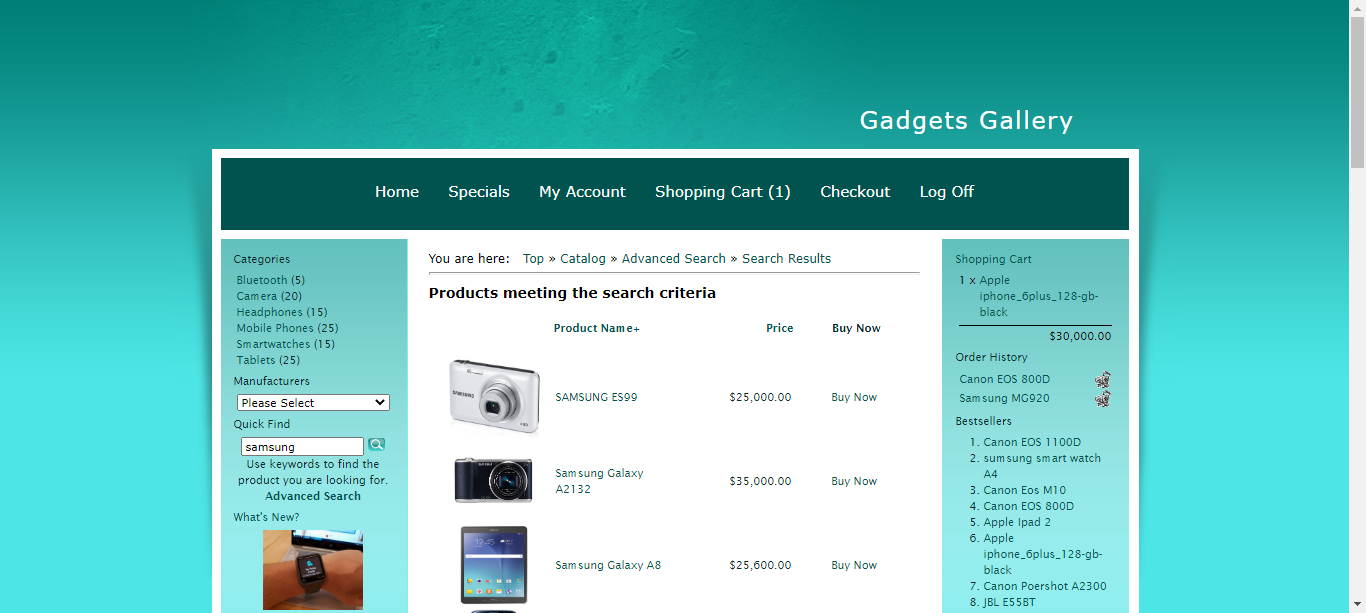 Gadgets Gallery
Home Specials My Account Shopping Cart (1) Checkout Log Off
Categories
Bluetooth (5)
Camera (20)
Headphones (15)
Mobile Phones (25)
Smartwatches (15)
Tablets (25)
Manufacturers
Please Select
Quick Find
samsung
Use keywords to find the
product you are looking for.
Advanced Search
What's New?
You are here: Top » Catalog » Advanced Search » Search Results
Products meeting the search criteria
Product Name+ Price Buy Now
SAMSUNG
SAMSUNG ES99 $25,000.00 Buy Now
Samsung Galaxy
A2132 $35,000.00 Buy Now
Samsung Galaxy A8 $25,600.00 Buy Now
Shopping Cart
1 x Apple
iphone_6plus_128-gb-
black
$30,000.00
Order History
Canon EOS 800D
Samsung MG920
Bestsellers
1. Canon EOS 1100D
2. sumsung smart watch
A4
3. Canon Eos M10
4. Canon EOS 800D
5. Apple Ipad 2
6. Apple
iphone_6plus_128-gb-
black
7. Canon Poershot A2300
8. JBL E55BT